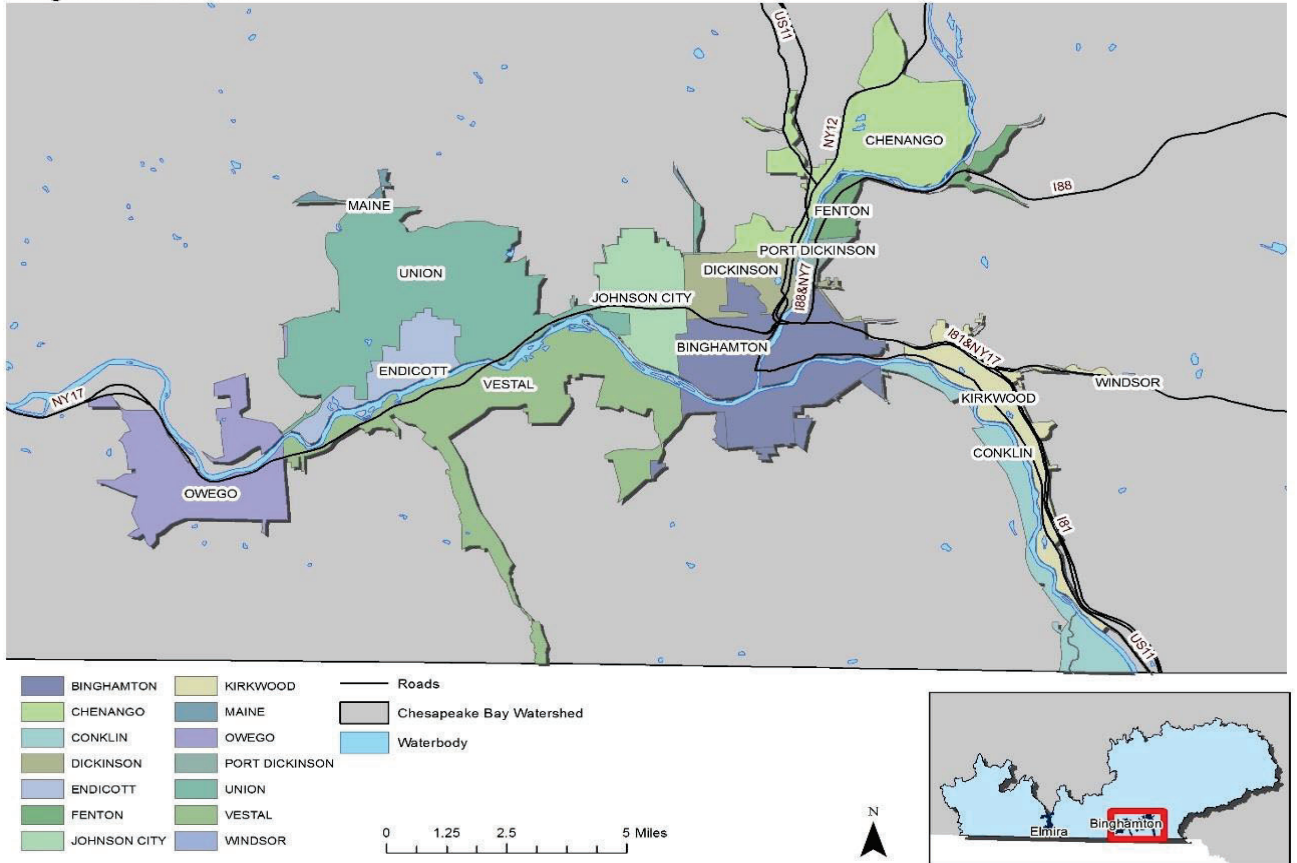 US11
NY12
CHENANGO
I88
MAINE
FENTON
PORT DICKINSON
UNION
DICKINSON
I88&NY7
JOHNSON CITY
BINGHAMTON
I81&NY17
ENDICOTT
VESTAL
WINDSOR
KIRKWOOD
NY17
CONKLIN
OWEGO
I81
US11
BINGHAMTON
CHENANGO
CONKLIN
DICKINSON
ENDICOTT
FENTON
JOHNSON CITY
KIRKWOOD
MAINE
OWEGO
PORT DICKINSON
UNION
VESTAL
WINDSOR
Roads
Chesapeake Bay Watershed
Waterbody
0 1.25 2.5 5 Miles
N
Elmira
Binghamton